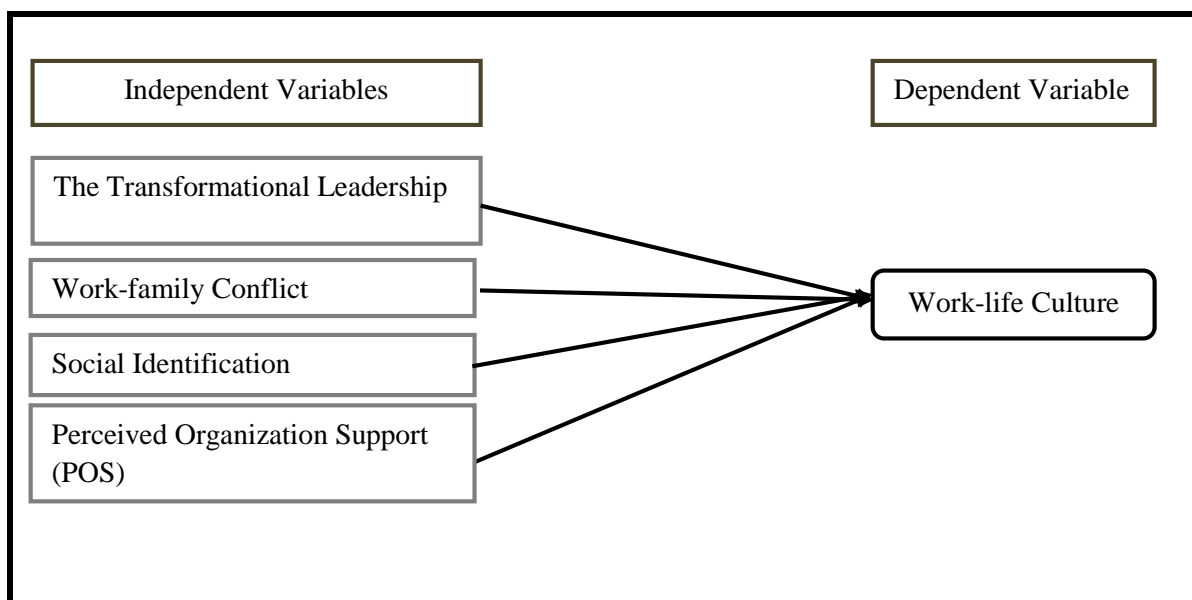 Independent Variables
Dependent Variable
The Transformational Leadership
Work-family Conflict
Work-life Culture
Social Identification
Perceived Organization Support
(POS)